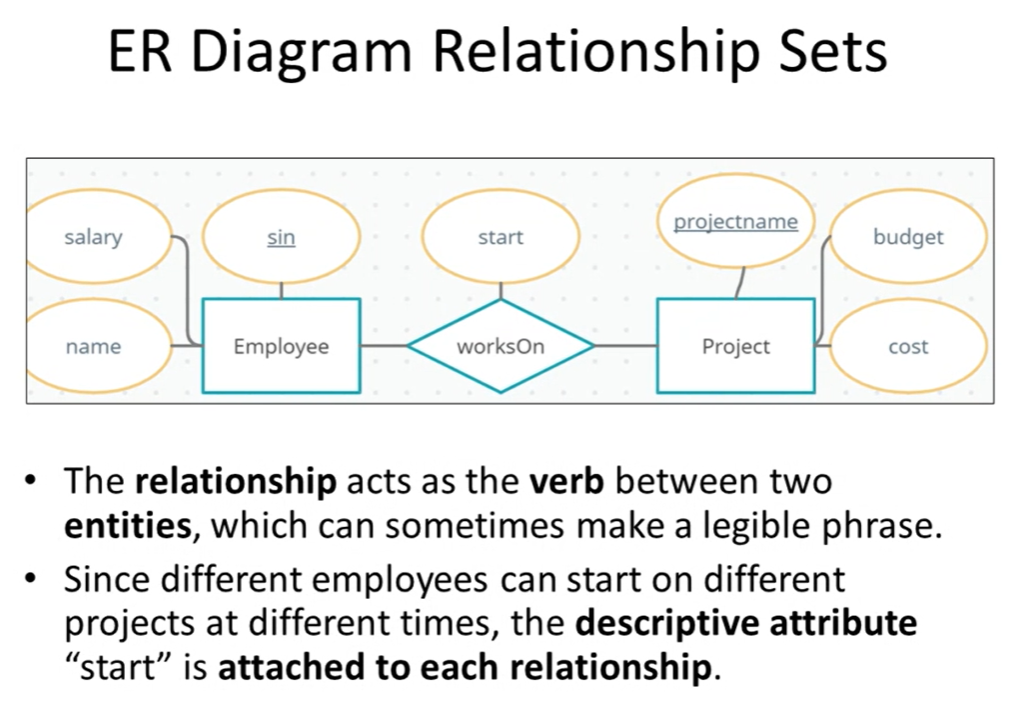 ER Diagram Relationship Sets
salary
sin
start
projectname
budget
name
Employee
worksOn
Project
cost
• The relationship acts as the verb between two
entities, which can sometimes make a legible phrase.
• Since different employees can start on different
projects at different times, the descriptive attribute
“start” is attached to each relationship.